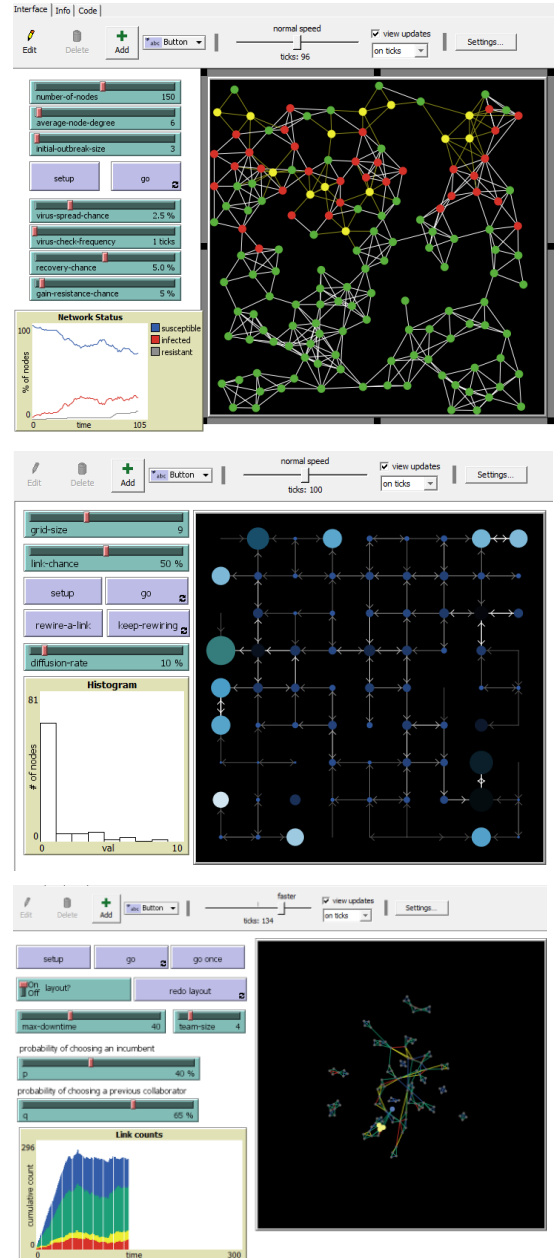 Interface Info Code
normal speed
Edit Delete Add Button view updates on ticks Settings...
ticks: 96
number-of-nodes 150
average-node-degree 6
initial-outbreak-size 3
setup go
virus-spread-chance 2.5 %
virus-check-frequency 1 ticks
recovery-chance 5.0 %
gain-resistance-chance 5 %
Network Status
100
susceptible
infected
resistant
% of nodes
0
0 time 105
normal speed
Edit Delete Add abc Button view updates on ticks Settings...
ticks: 100
grid-size 9
link-chance 50 %
setup go
rewire-a-link keep-rewiring
diffusion-rate 10 %
Histogram
81
# of nodes
0
0 val 10
faster
Edit Delete Add abc Button view updates on ticks Settings...
ticks: 134
setup go go once
On Off layout? redo layout
max-downtime 40 team-size 4
probability of choosing an incumbent
p 40 %
probability of choosing a previous collaborator
q 65 %
Link counts
296
cumulative count
0
0 time 300